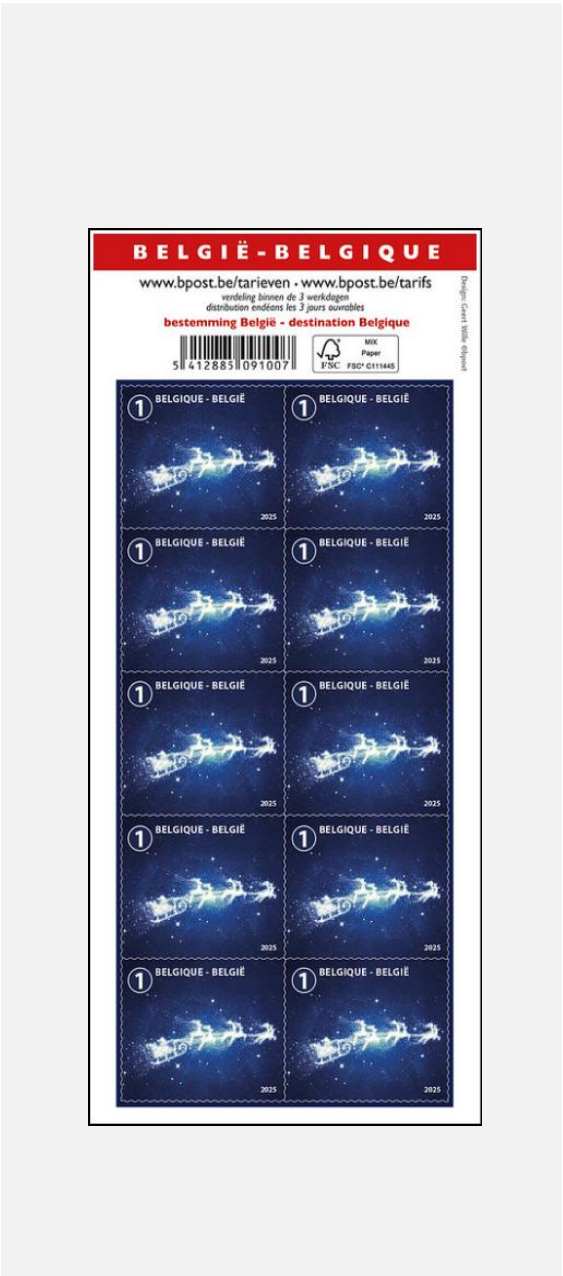 BELGIË-BELGIQUE
www.bpost.be/tarieven • www.bpost.be/tarifs
verdeling binnen de 3 werkdagen
distribution endéans les 3 jours ouvrables
bestemming België - destination Belgique
Design: Geert Wille ©bpost
5 412885 091007
FSC®
MIX
Paper
FSC® C111445
1 BELGIQUE - BELGIË
2025
1 BELGIQUE - BELGIË
2025
1 BELGIQUE - BELGIË
2025
1 BELGIQUE - BELGIË
2025
1 BELGIQUE - BELGIË
2025
1 BELGIQUE - BELGIË
2025
1 BELGIQUE - BELGIË
2025
1 BELGIQUE - BELGIË
2025
1 BELGIQUE - BELGIË
2025
1 BELGIQUE - BELGIË
2025